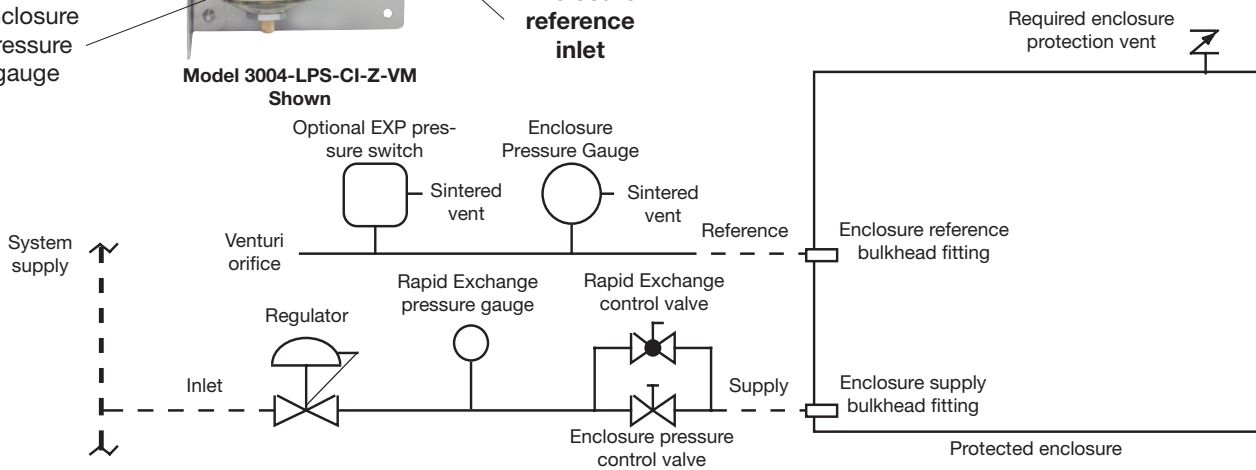 pressure
gauge
reference
inlet
Model 3004-LPS-CI-Z-VM
Shown
Required enclosure
protection vent
Optional EXP pres-
sure switch
Enclosure
Pressure Gauge
Sintered
vent
Sintered
vent
System
supply
Venturi
orifice
Reference
Enclosure reference
bulkhead fitting
Rapid Exchange
pressure gauge
Rapid Exchange
control valve
Regulator
Inlet
Supply
Enclosure supply
bulkhead fitting
Enclosure pressure
control valve
Protected enclosure